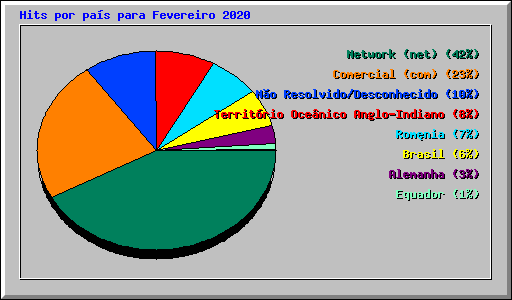 Hits por país para Fevereiro 2020
Network (net) (42%)
Comercial (com) (23%)
Não Resolvido/Desconhecido (10%)
Território Oceânico Anglo-Indiano (8%)
Romęnia (7%)
Brasil (6%)
Alemanha (3%)
Equador (1%)